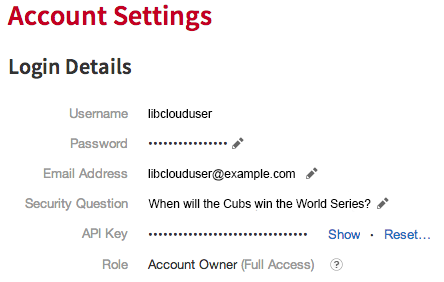 Account Settings
Login Details
Username libclouduser
Password ••••••••••••••••
Email Address libclouduser@example.com
Security Question When will the Cubs win the World Series?
API Key •••••••••••••••••••••••••••••••• Show · Reset…
Role Account Owner (Full Access) ?